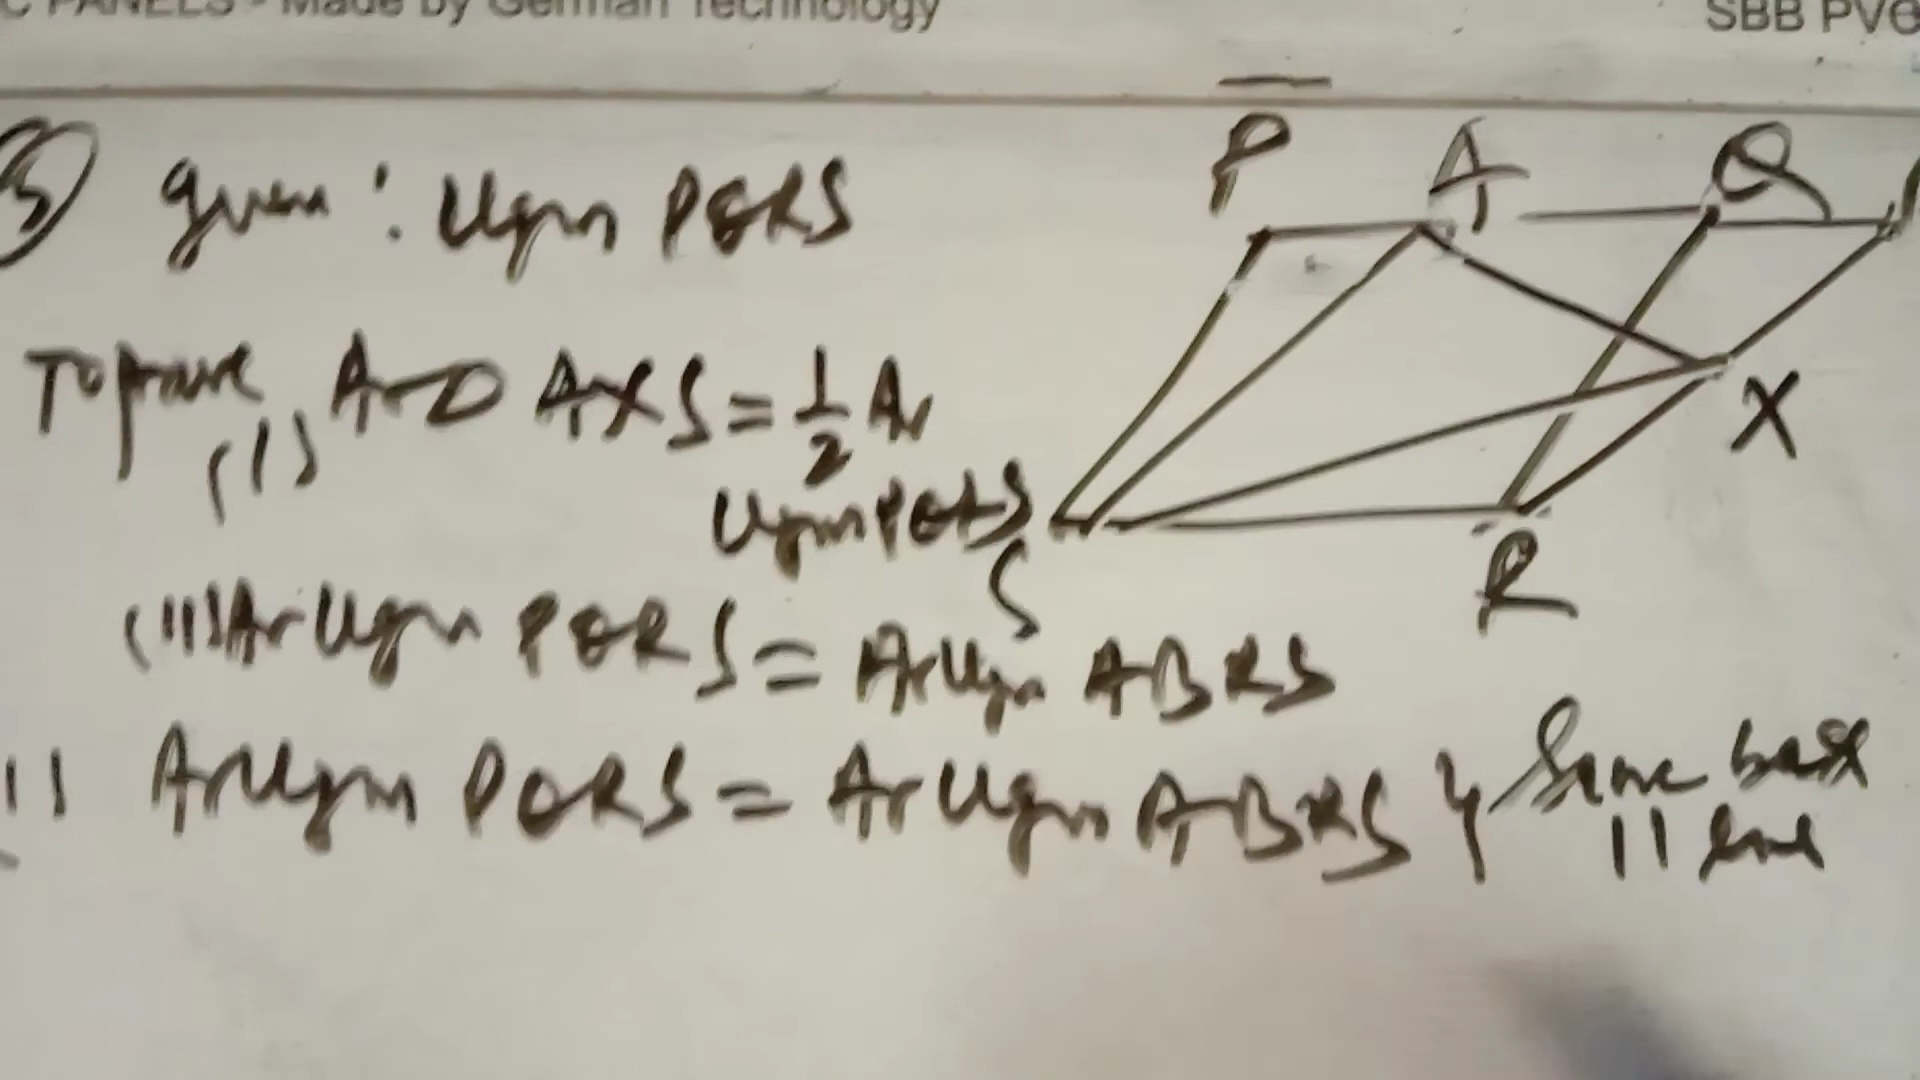 C PANELS - Made by German Technology
SBB PVC
P A Q
(5) given : llgm PQRS
To prove (i) Ar △ AXS = 1/2 Ar
llgm PQRS
X
S R
(ii) Ar llgm PQRS = Ar llgm ABRS
Ar llgm PQRS = Ar llgm ABRS } Same base
|| line